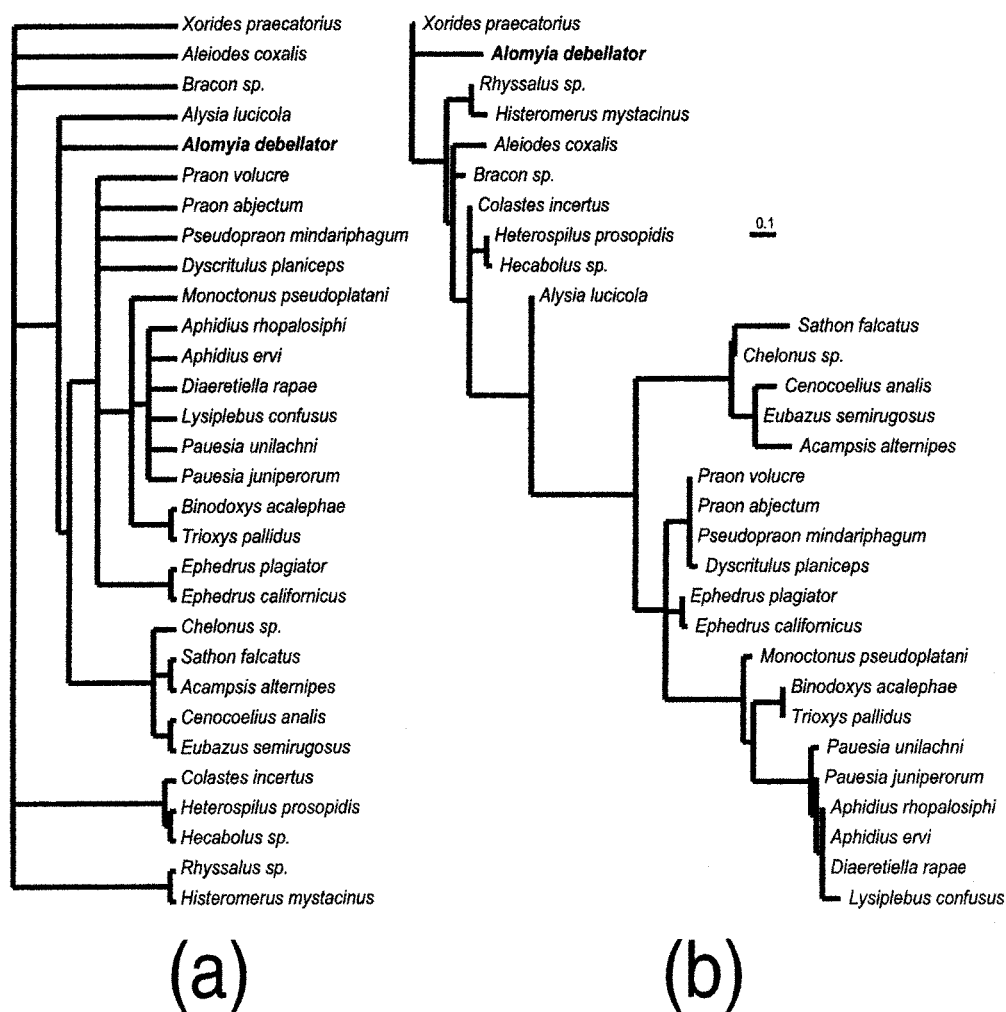 Xorides praecatorius
Aleiodes coxalis
Bracon sp.
Alysia lucicola
Alomyia debellator
Praon volucre
Praon abjectum
Pseudopraon mindariphagum
Dyscritulus planiceps
Monoctonus pseudoplatani
Aphidius rhopalosiphi
Aphidius ervi
Diaeretiella rapae
Lysiplebus confusus
Pauesia unilachni
Pauesia juniperorum
Binodoxys acalephae
Trioxys pallidus
Ephedrus plagiator
Ephedrus californicus
Chelonus sp.
Sathon falcatus
Acampsis alternipes
Cenocoelius analis
Eubazus semirugosus
Colastes incertus
Heterospilus prosopidis
Hecabolus sp.
Rhyssalus sp.
Histeromerus mystacinus
(a)
Xorides praecatorius
Alomyia debellator
Rhyssalus sp.
Histeromerus mystacinus
Aleiodes coxalis
Bracon sp.
Colastes incertus
Heterospilus prosopidis
Hecabolus sp.
Alysia lucicola
0.1
Sathon falcatus
Chelonus sp.
Cenocoelius analis
Eubazus semirugosus
Acampsis alternipes
Praon volucre
Praon abjectum
Pseudopraon mindariphagum
Dyscritulus planiceps
Ephedrus plagiator
Ephedrus californicus
Monoctonus pseudoplatani
Binodoxys acalephae
Trioxys pallidus
Pauesia unilachni
Pauesia juniperorum
Aphidius rhopalosiphi
Aphidius ervi
Diaeretiella rapae
Lysiplebus confusus
(b)